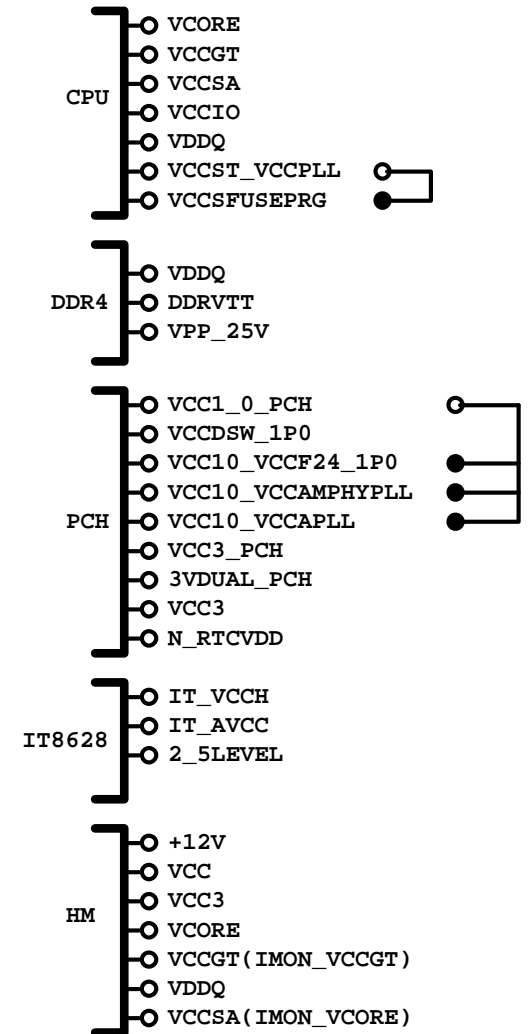 VCORE
VCCGT
VCCSA
CPU
VCCIO
VDDQ
VCCST_VCCPLL
VCCSFUSEPRG
VDDQ
DDR4
DDRVTT
VPP_25V
VCC1_0_PCH
VCCDSW_1P0
VCC10_VCCF24_1P0
VCC10_VCCAMPHYPLL
PCH
VCC10_VCCAPLL
VCC3_PCH
3VDUAL_PCH
VCC3
N_RTCVDD
IT_VCCH
IT8628
IT_AVCC
2_5LEVEL
+12V
VCC
VCC3
HM
VCORE
VCCGT(IMON_VCCGT)
VDDQ
VCCSA(IMON_VCORE)